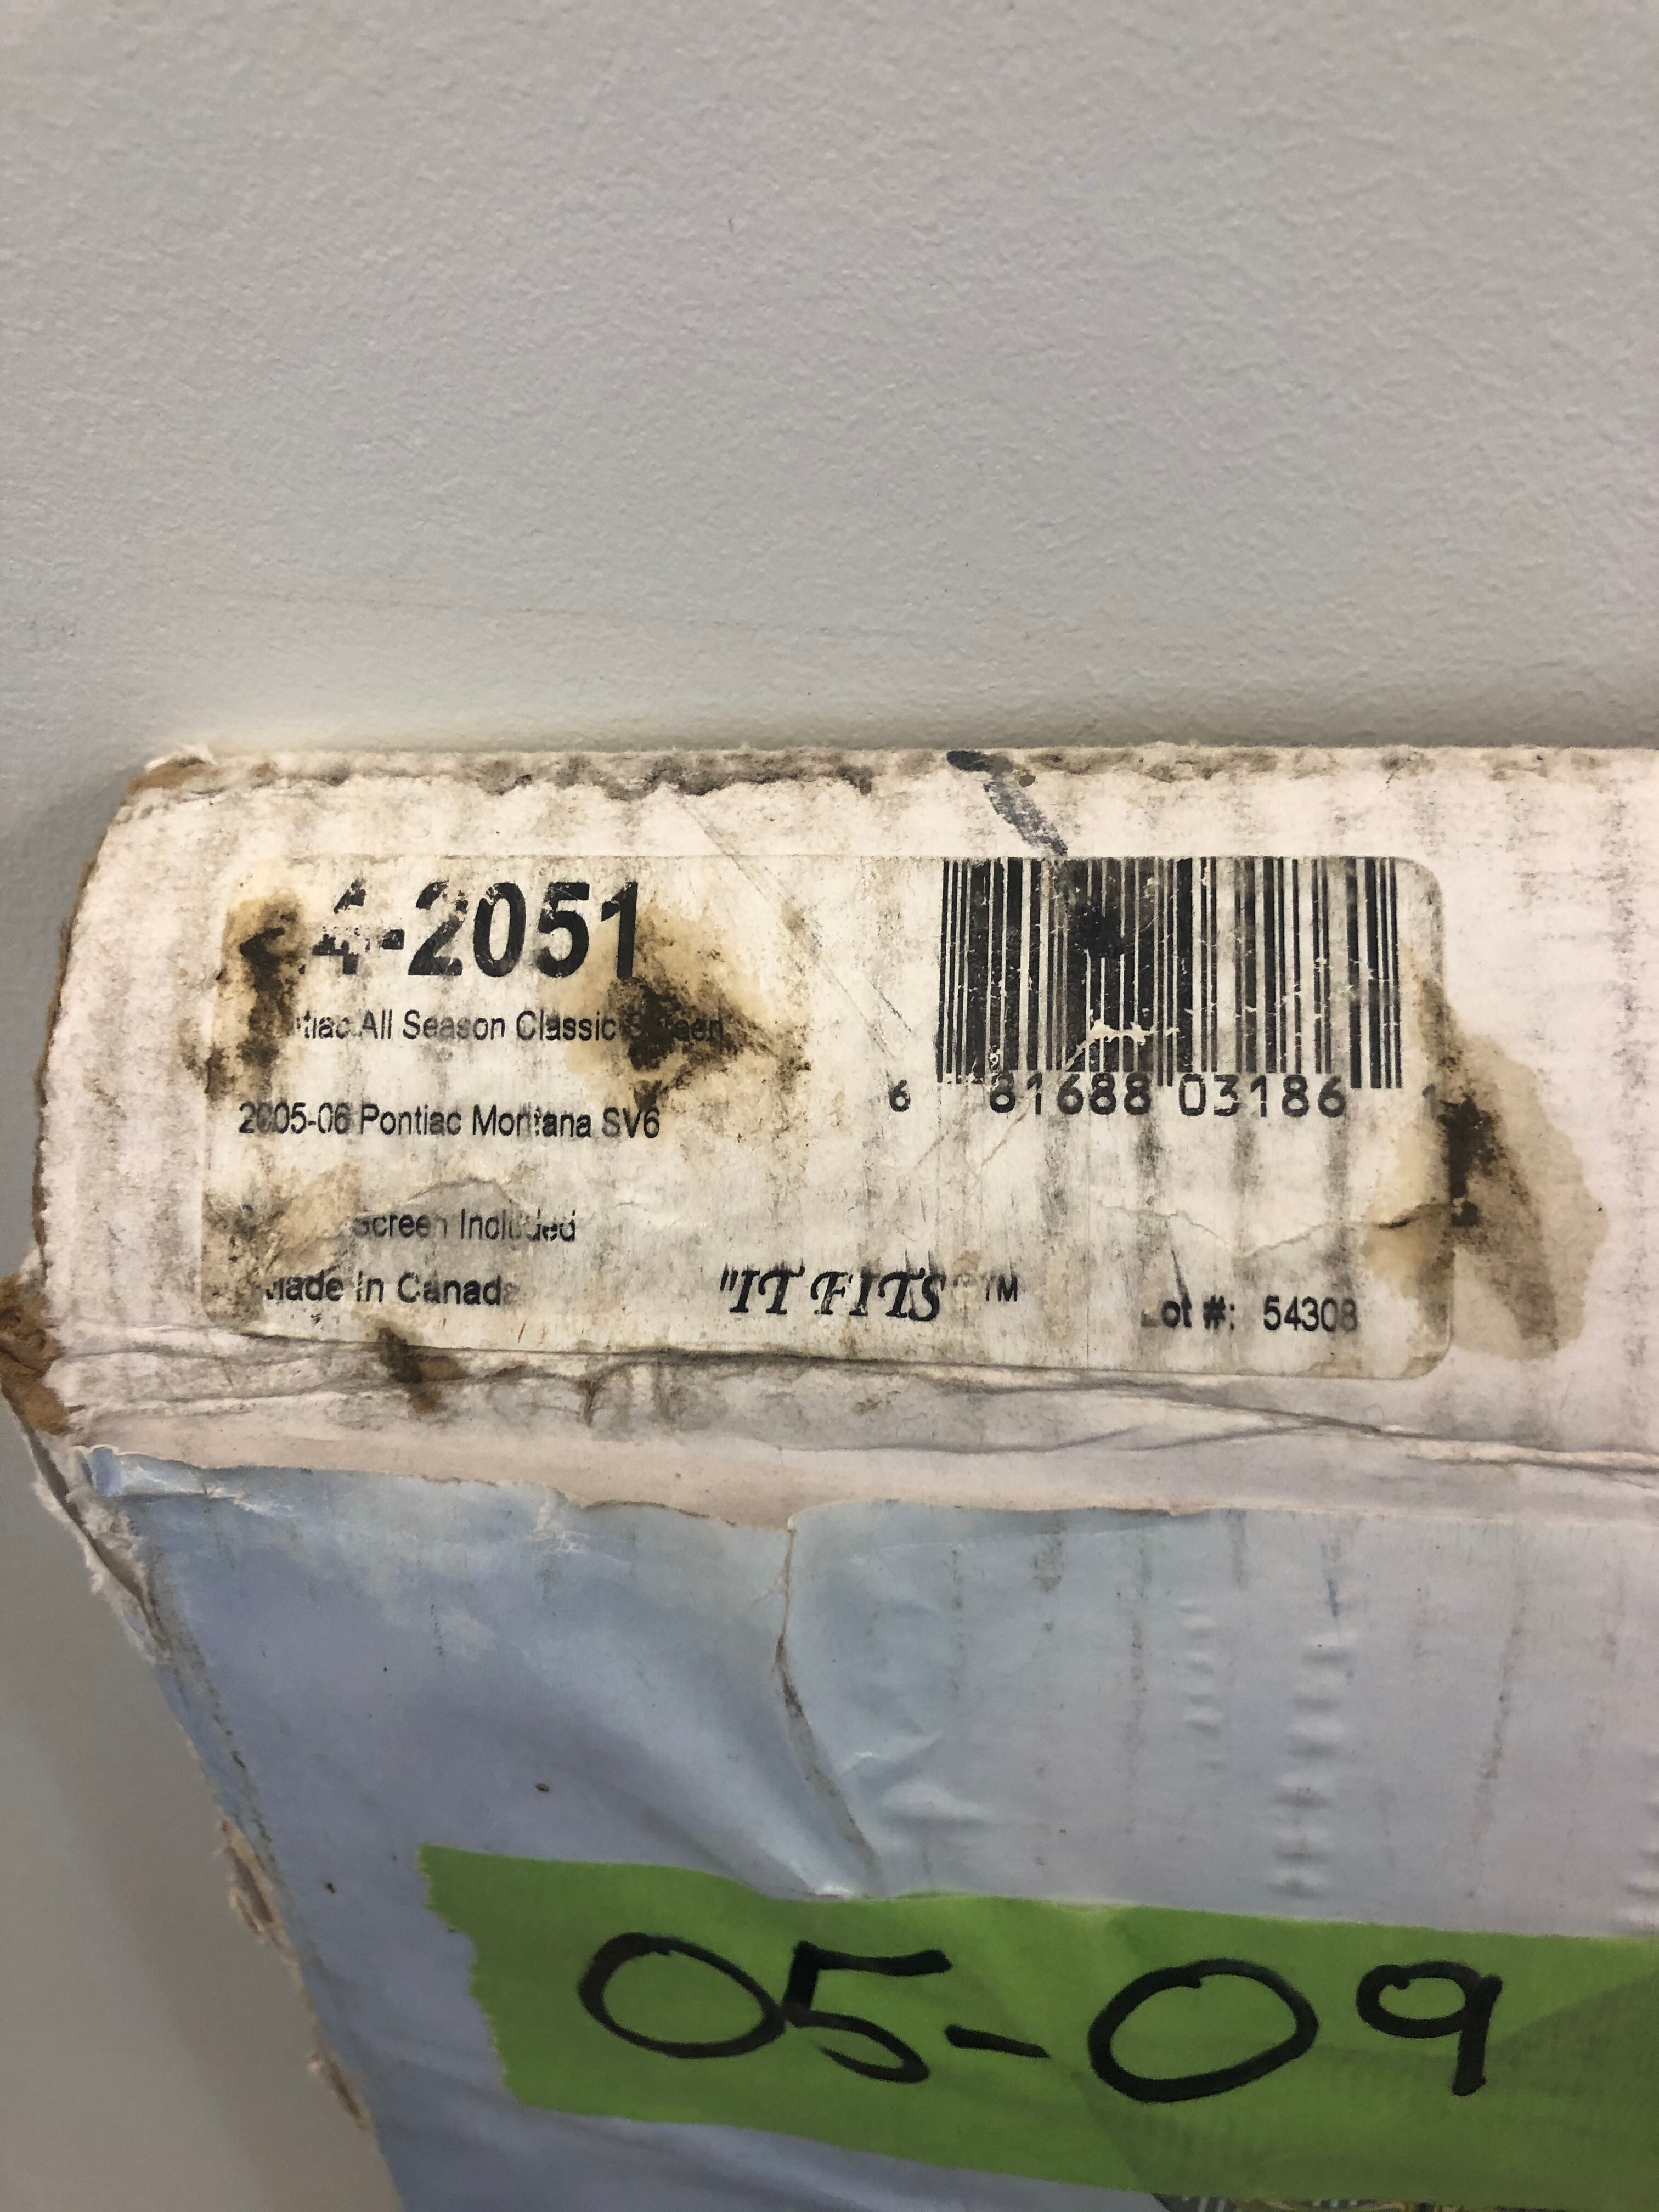 4-2051
All Season Classic
2005-06 Pontiac Montana SV6
Screen Included
Made In Canada
"IT FITS" ™
6 81688 03186 1
Lot #: 54308
05-09